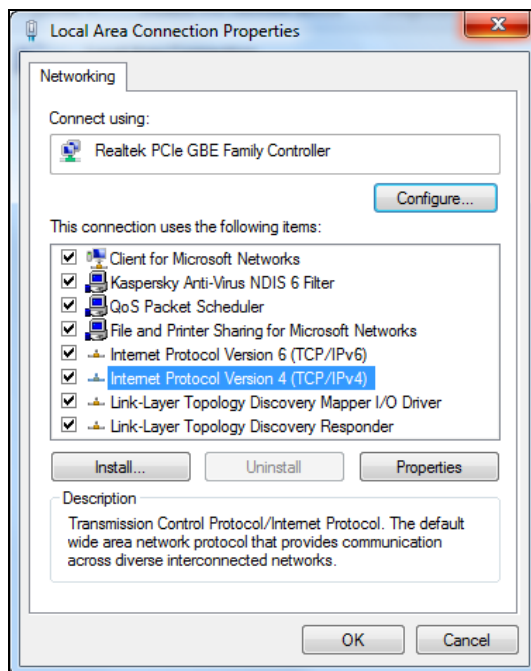 Local Area Connection Properties
Networking
Connect using:
Realtek PCIe GBE Family Controller
Configure...
This connection uses the following items:
Client for Microsoft Networks
Kaspersky Anti-Virus NDIS 6 Filter
QoS Packet Scheduler
File and Printer Sharing for Microsoft Networks
Internet Protocol Version 6 (TCP/IPv6)
Internet Protocol Version 4 (TCP/IPv4)
Link-Layer Topology Discovery Mapper I/O Driver
Link-Layer Topology Discovery Responder
Install... Uninstall Properties
Description
Transmission Control Protocol/Internet Protocol. The default
wide area network protocol that provides communication
across diverse interconnected networks.
OK Cancel